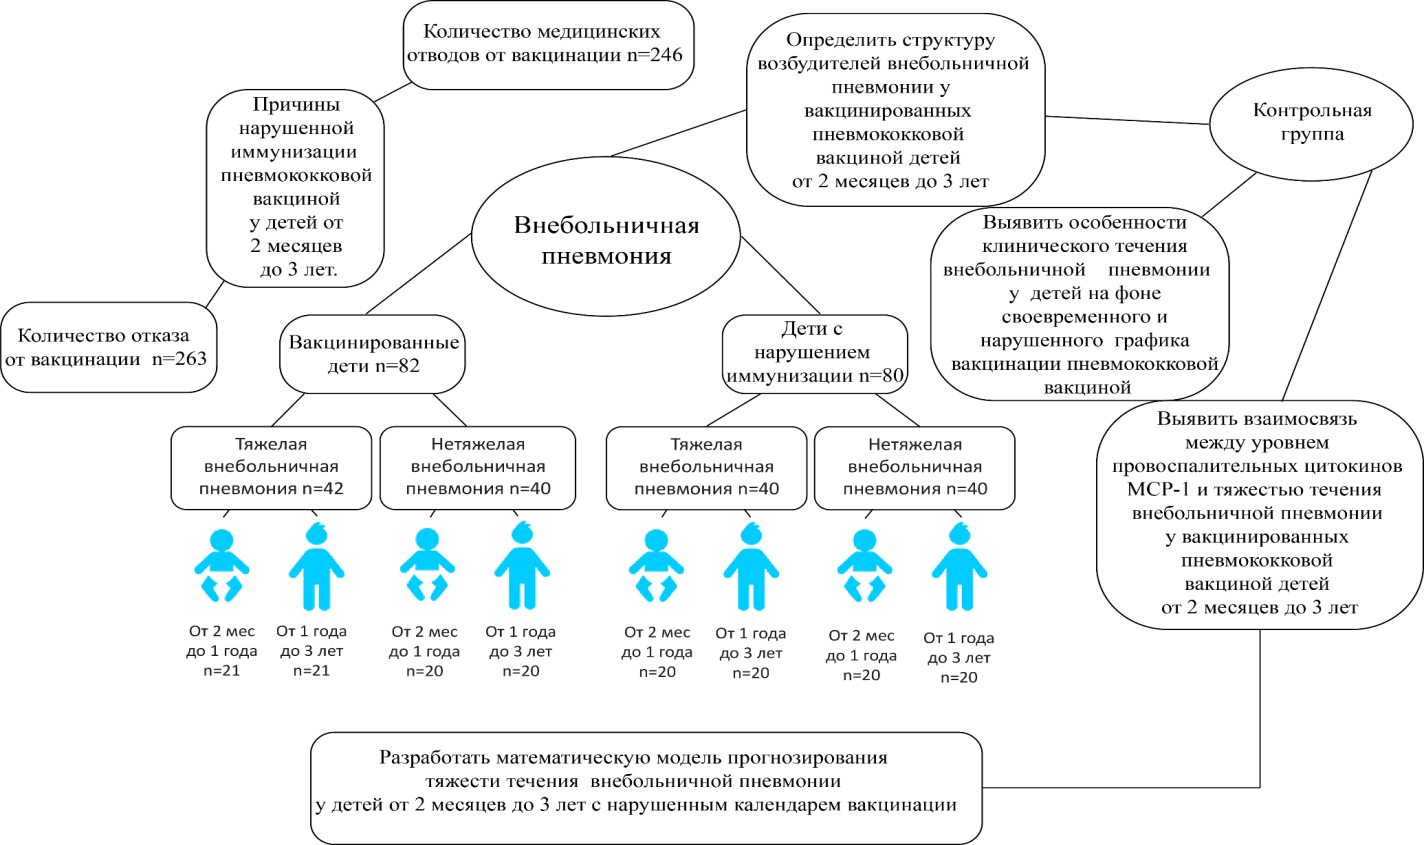 Количество медицинских
отводов от вакцинации n=246
Причины
нарушенной
иммунизации
пневмококковой
вакциной
у детей от
2 месяцев
до 3 лет.
Количество отказа
от вакцинации n=263
Определить структуру
возбудителей внебольничной
пневмонии у
вакцинированных
пневмококковой
вакциной детей
от 2 месяцев до 3 лет
Контрольная
группа
Внебольничная
пневмония
Выявить особенности
клинического течения
внебольничной пневмонии
у детей на фоне
своевременного и
нарушенного графика
вакцинации пневмококковой
вакциной
Вакцинированные
дети n=82
Дети с
нарушением
иммунизации n=80
Тяжелая
внебольничная
пневмония n=42
Нетяжелая
внебольничная
пневмония n=40
Тяжелая
внебольничная
пневмония n=40
Нетяжелая
внебольничная
пневмония n=40
Выявить взаимосвязь
между уровнем
провоспалительных цитокинов
МСР-1 и тяжестью течения
внебольничной пневмонии
у вакцинированных
пневмококковой
вакциной детей
от 2 месяцев до 3 лет
От 2 мес
до 1 года
n=21
От 1 года
до 3 лет
n=21
От 2 мес
до 1 года
n=20
От 1 года
до 3 лет
n=20
От 2 мес
до 1 года
n=20
От 1 года
до 3 лет
n=20
От 2 мес
до 1 года
n=20
От 1 года
до 3 лет
n=20
Разработать математическую модель прогнозирования
тяжести течения внебольничной пневмонии
у детей от 2 месяцев до 3 лет с нарушенным календарем вакцинации